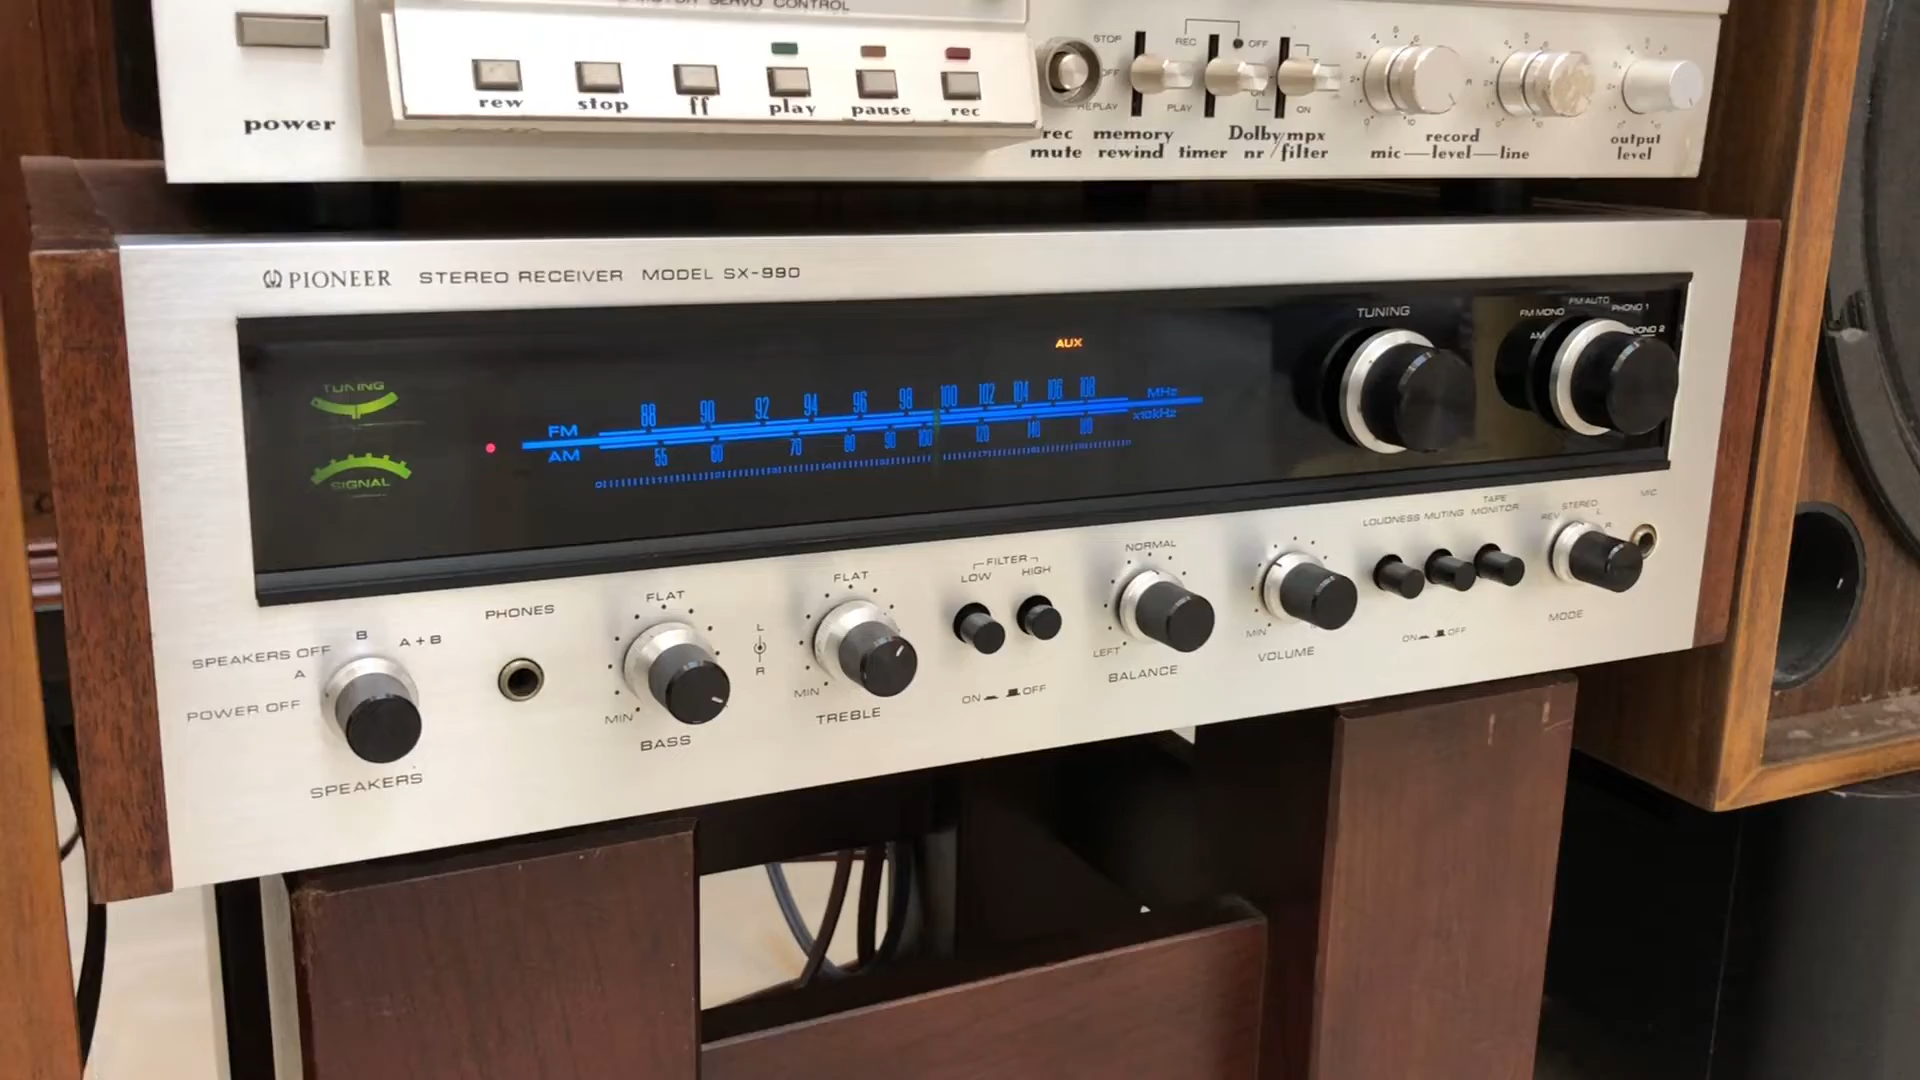 SERVO CONTROL
power
rew stop ff play pause rec
STOP
OFF
REPLAY
REC
PLAY
OFF
ON
ON
rec mute
memory rewind
timer
Dolby nr
mpx filter
record
mic level line
output level
PIONEER STEREO RECEIVER MODEL SX-990
TUNING
SIGNAL
AUX
FM 88 90 92 94 96 98 100 102 104 106 108 MHz
AM 55 60 70 80 90 100 120 140 160 x10kHz
TUNING
AM
FM MONO
FM AUTO
PHONO 1
PHONO 2
SPEAKERS OFF
POWER OFF
A
B
A+B
SPEAKERS
PHONES
FLAT
MIN
BASS
L
R
FLAT
MIN
TREBLE
FILTER
LOW HIGH
ON OFF
NORMAL
LEFT
BALANCE
MIN
VOLUME
LOUDNESS MUTING TAPE MONITOR
ON OFF
REV STEREO L R
MODE
MIC